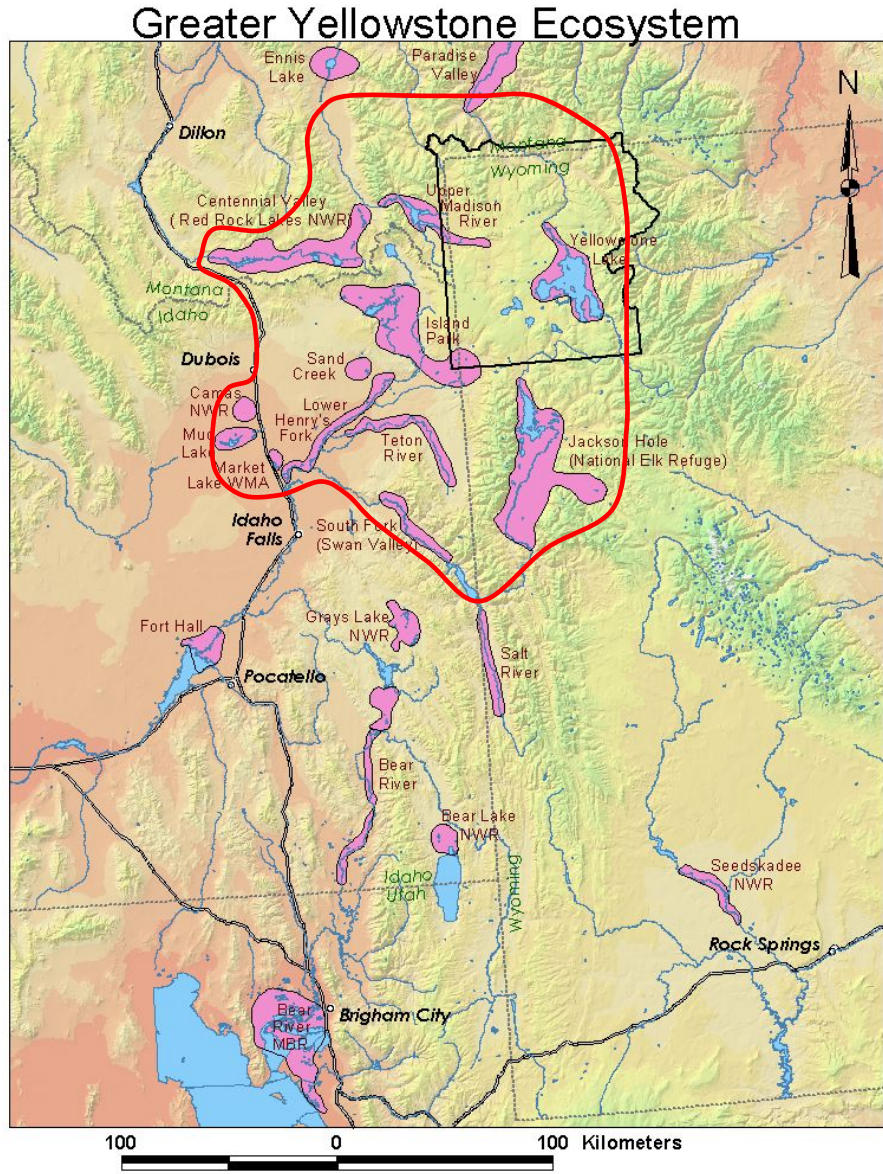 Greater Yellowstone Ecosystem
Ennis
Lake
Paradise
Valley
N
Dillon
Montana
Wyoming
Centennial Valley
(Red Rock Lakes NWR)
Upper
Madison
River
Yellowstone
Lake
Montana
Idaho
Island
Park
Dubois
Sand
Creek
Camas
NWR
Lower
Henry's
Fork
Mud
Lake
Teton
River
Jackson Hole
(National Elk Refuge)
Market
Lake WMA
Idaho
Falls
South Fork
(Swan Valley)
Fort Hall
Grays Lake
NWR
Salt
River
Pocatello
Bear
River
Bear Lake
NWR
Idaho
Utah
Wyoming
Seedskadee
NWR
Rock Springs
Bear
River
MBR
Brigham City
100 0 100 Kilometers